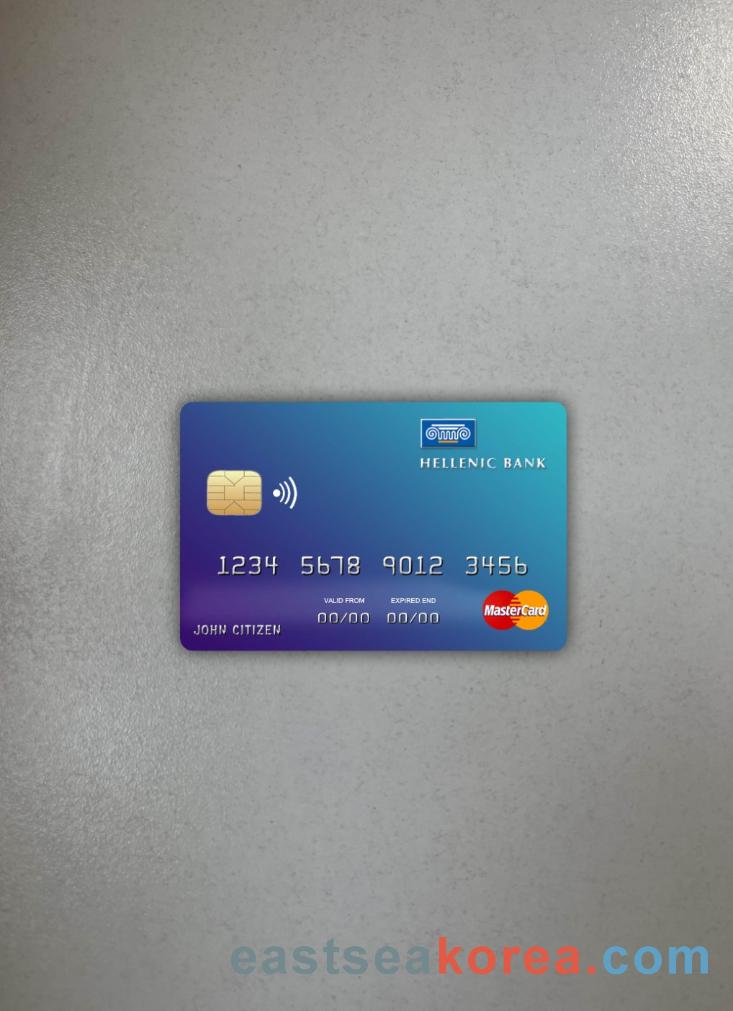 HELLENIC BANK
1234 5678 9012 3456
VALID FROM EXPIRED END
00/00 00/00
MasterCard
JOHN CITIZEN
eastseakorea.com